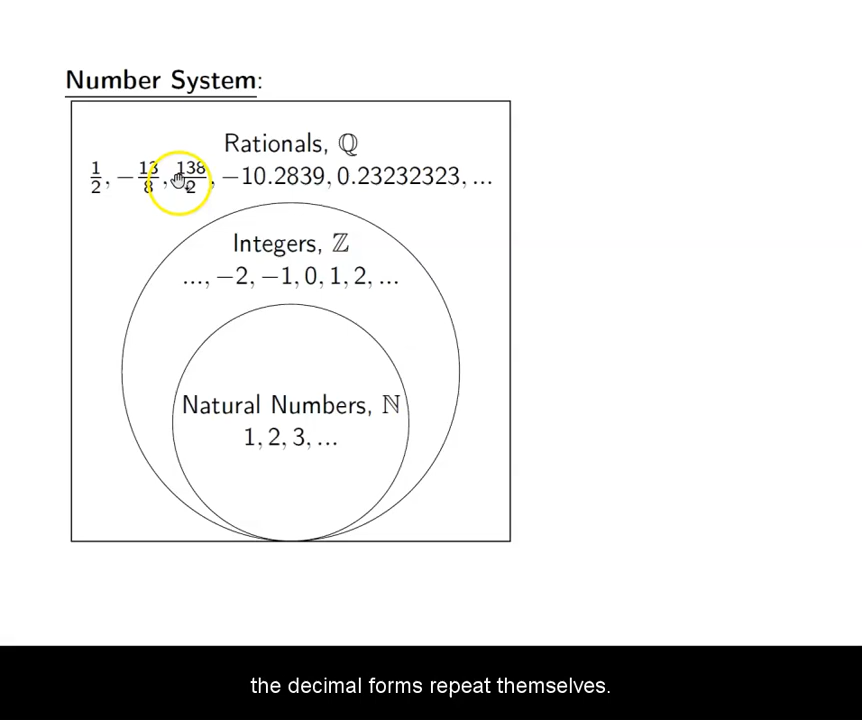 Number System:
Rationals, ℚ
1/2, −13/8, 138/2, −10.2839, 0.23232323, ...
Integers, ℤ
..., −2, −1, 0, 1, 2, ...
Natural Numbers, ℕ
1, 2, 3, ...
the decimal forms repeat themselves.